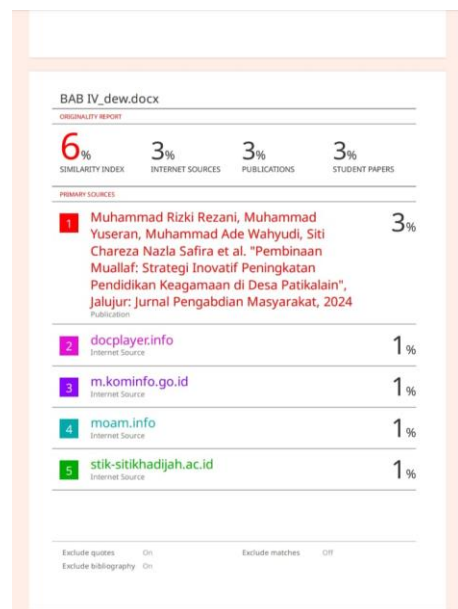 BAB IV_dew.docx
ORIGINALITY REPORT
6%
3%
3%
3%
SIMILARITY INDEX
INTERNET SOURCES
PUBLICATIONS
STUDENT PAPERS
PRIMARY SOURCES
1
Muhammad Rizki Rezani, Muhammad
Yuseran, Muhammad Ade Wahyudi, Siti
Chareza Nazla Safira et al. "Pembinaan
Muallaf: Strategi Inovatif Peningkatan
Pendidikan Keagamaan di Desa Patikalain",
Jalujur: Jurnal Pengabdian Masyarakat, 2024
Publication
3%
2
docplayer.info
Internet Source
1%
3
m.kominfo.go.id
Internet Source
1%
4
moam.info
Internet Source
1%
5
stik-sitikhadijah.ac.id
Internet Source
1%
Exclude quotes On
Exclude matches Off
Exclude bibliography On